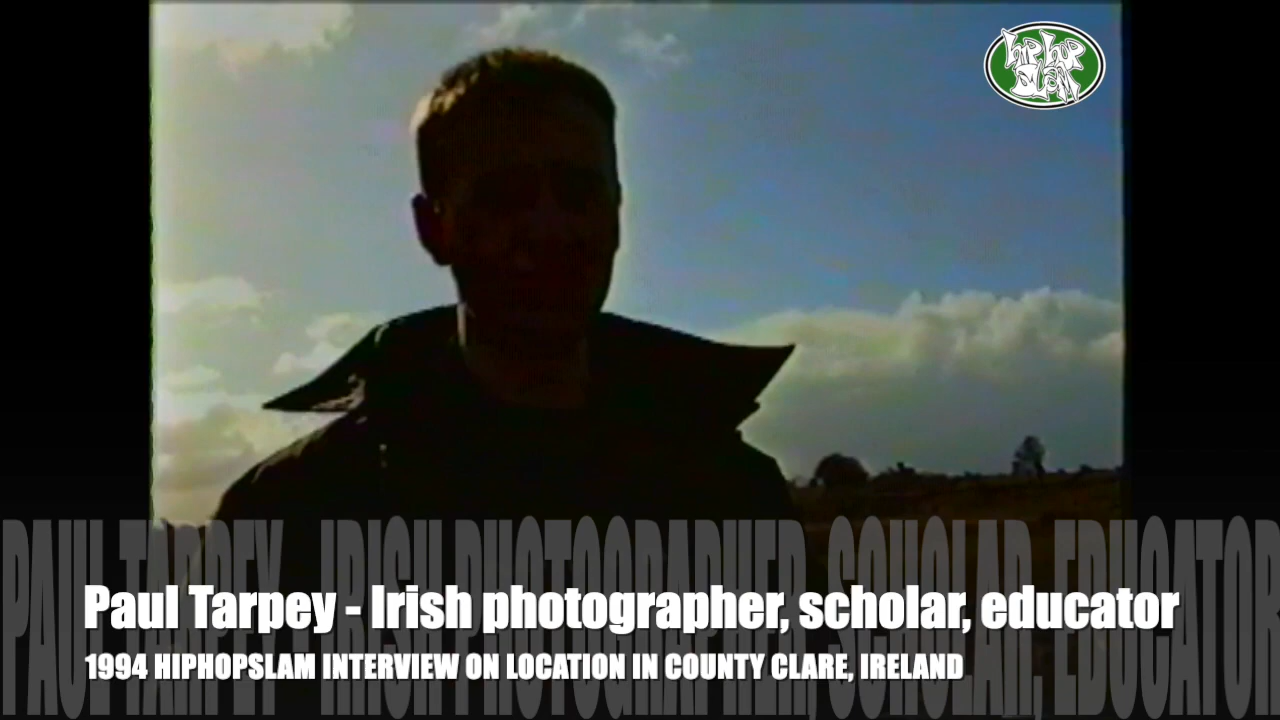 HIP HOP
SLAM
PAUL TARPEY - IRISH PHOTOGRAPHER, SCHOLAR, EDUCATOR
Paul Tarpey - Irish photographer, scholar, educator
1994 HIPHOPSLAM INTERVIEW ON LOCATION IN COUNTY CLARE, IRELAND